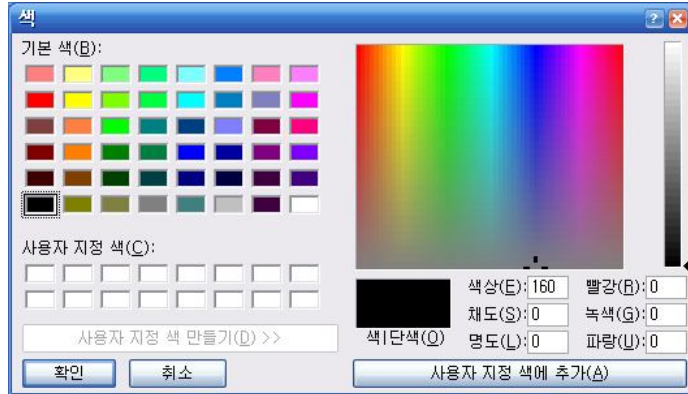 색
기본 색(B):
사용자 지정 색(C):
사용자 지정 색 만들기(D) >>
확인
취소
색|단색(O)
색상(E): 160
채도(S): 0
명도(L): 0
빨강(R): 0
녹색(G): 0
파랑(U): 0
사용자 지정 색에 추가(A)